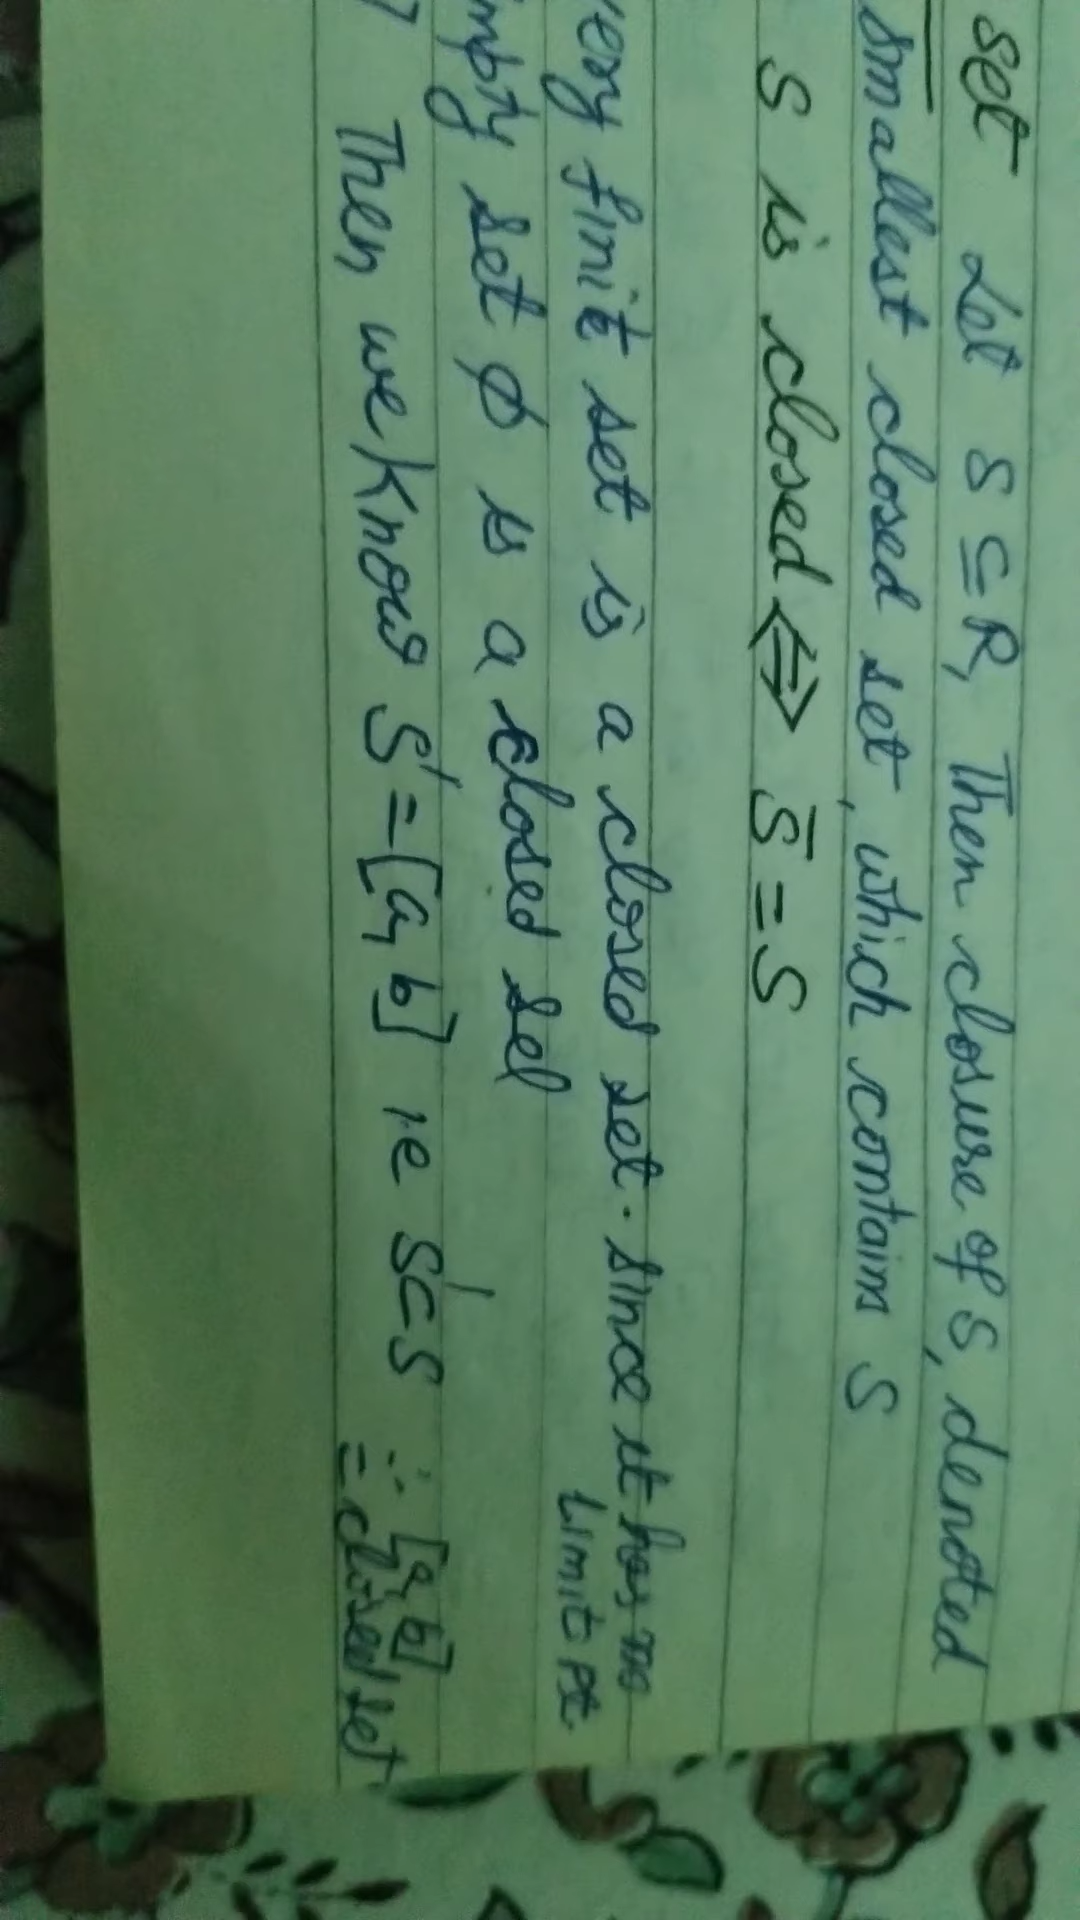 set Let S ⊆ R, Then closure of S, denoted
smallest closed set, which contains S
S is closed ⇔ S̄ = S
very finite set is a closed set. since it has no
Limit pt.
mpty set ϕ is a closed set
] Then we know S' = [a, b] ie S' ⊂ S ∴ [a, b]
= closed set